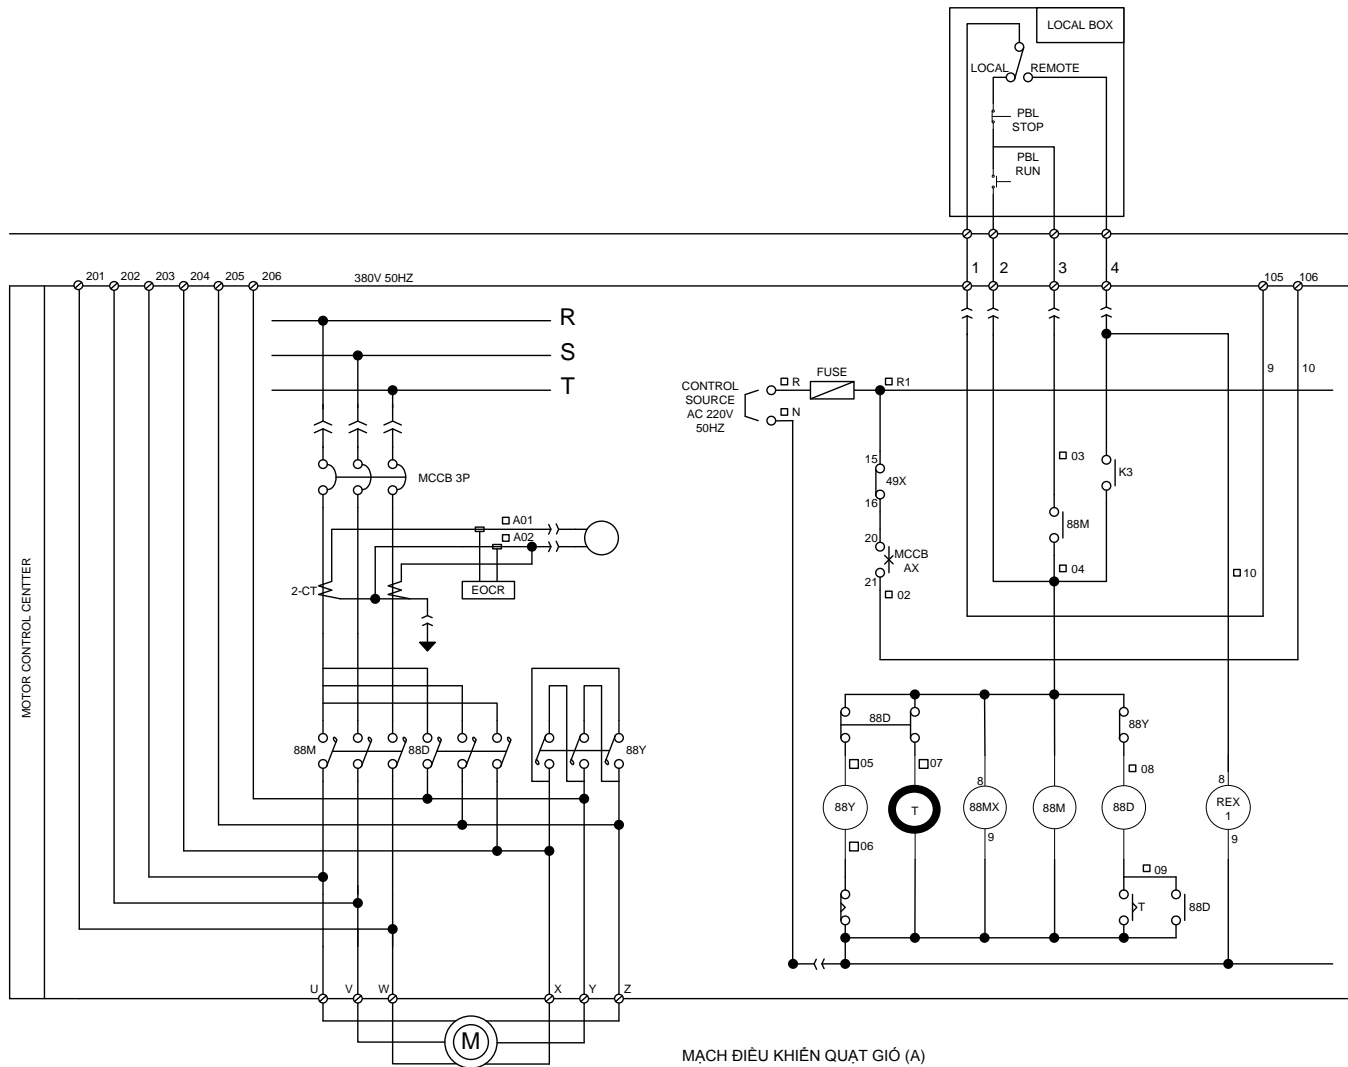 LOCAL BOX
LOCAL
REMOTE
PBL
STOP
PBL
RUN
201
202
203
204
205
206
380V 50HZ
1
2
3
4
105
106
R
S
T
FUSE
R
R1
9
10
CONTROL
SOURCE
AC 220V
50HZ
N
MCCB 3P
15
49X
16
03
K3
88M
A01
A02
20
MCCB
AX
21
02
04
10
2-CT
EOCR
MOTOR CONTROL CENTTER
88M
88D
88Y
88D
88Y
05
07
08
88Y
T
8
88MX
9
88M
88D
8
REX
1
9
06
09
T
88D
U
V
W
X
Y
Z
M
MẠCH ĐIỀU KHIỂN QUẠT GIÓ (A)